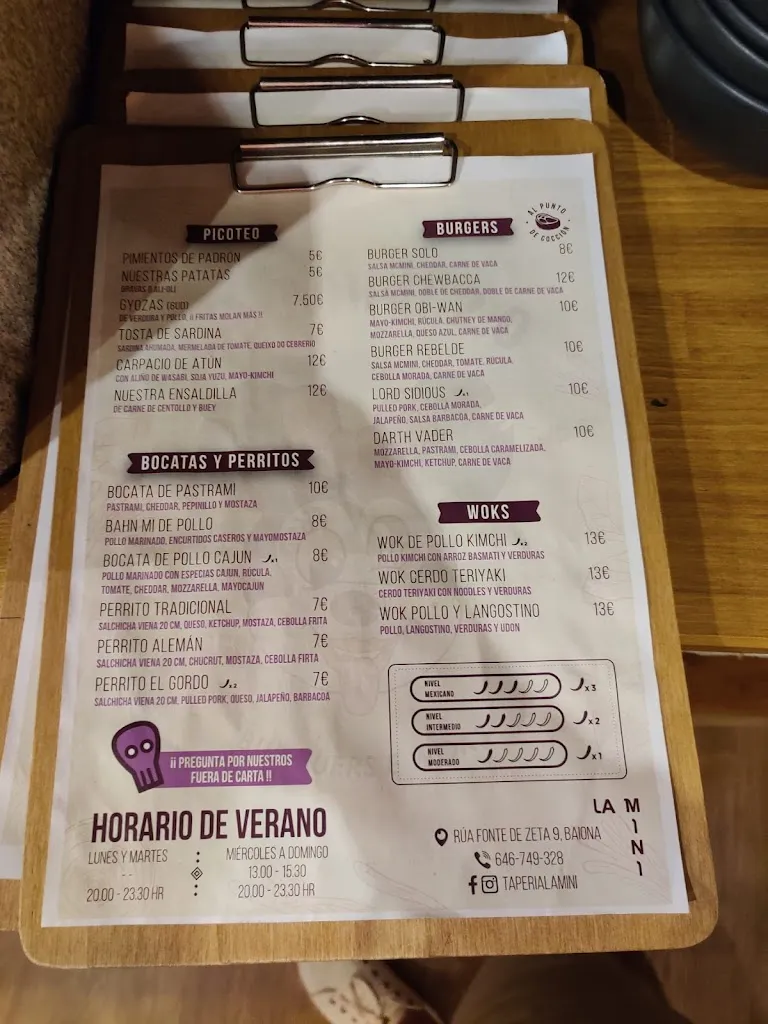 PICOTEO
PIMIENTOS DE PADRÓN 5€
NUESTRAS PATATAS 5€
BRAVAS O ALI-OLI
GYOZAS (6UD) 7.50€
DE VERDURA Y POLLO, ¡¡ FRITAS MOLAN MÁS !!
TOSTA DE SARDINA 7€
SARDINA AHUMADA, MERMELADA DE TOMATE, QUEIXO DO CEBREIRO
CARPACIO DE ATÚN 12€
CON ALIÑO DE WASABI, SOJA YUZU, MAYO-KIMCHI
NUESTRA ENSALDILLA 12€
DE CARNE DE CENTOLLO Y BUEY
BOCATAS Y PERRITOS
BOCATA DE PASTRAMI 10€
PASTRAMI, CHEDDAR, PEPINILLO Y MOSTAZA
BAHN MI DE POLLO 8€
POLLO MARINADO, ENCURTIDOS CASEROS Y MAYOMOSTAZA
BOCATA DE POLLO CAJUN x1 8€
POLLO MARINADO CON ESPECIAS CAJUN, RÚCULA,
TOMATE, CHEDDAR, MOZZARELLA, MAYOCAJUN
PERRITO TRADICIONAL 7€
SALCHICHA VIENA 20 CM, QUESO, KETCHUP, MOSTAZA, CEBOLLA FRITA
PERRITO ALEMÁN 7€
SALCHICHA VIENA 20 CM, CHUCRUT, MOSTAZA, CEBOLLA FIRTA
PERRITO EL GORDO x2 7€
SALCHICHA VIENA 20 CM, PULLED PORK, QUESO, JALAPEÑO, BARBACOA
¡¡ PREGUNTA POR NUESTROS
FUERA DE CARTA !!
HORARIO DE VERANO
LUNES Y MARTES
- -
20.00 - 23.30 HR
MIÉRCOLES A DOMINGO
13.00 - 15.30
20.00 - 23.30 HR
BURGERS
AL PUNTO
DE COCCIÓN
BURGER SOLO 8€
SALSA MCMINI, CHEDDAR, CARNE DE VACA
BURGER CHEWBACCA 12€
SALSA MCMINI, DOBLE DE CHEDDAR, DOBLE DE CARNE DE VACA
BURGER OBI-WAN 10€
MAYO-KIMCHI, RÚCULA, CHUTNEY DE MANGO,
MOZZARELLA, QUESO AZUL, CARNE DE VACA
BURGER REBELDE 10€
SALSA MCMINI, CHEDDAR, TOMATE, RÚCULA,
CEBOLLA MORADA, CARNE DE VACA
LORD SIDIOUS x1 10€
PULLED PORK, CEBOLLA MORADA,
JALAPEÑO, SALSA BARBACOA, CARNE DE VACA
DARTH VADER 10€
MOZZARELLA, PASTRAMI, CEBOLLA CARAMELIZADA,
MAYO-KIMCHI, KETCHUP, CARNE DE VACA
WOKS
WOK DE POLLO KIMCHI x2 13€
POLLO KIMCHI CON ARROZ BASMATI Y VERDURAS
WOK CERDO TERIYAKI 13€
CERDO TERIYAKI CON NOODLES Y VERDURAS
WOK POLLO Y LANGOSTINO 13€
POLLO, LANGOSTINO, VERDURAS Y UDON
NIVEL
MEXICANO x3
NIVEL
INTERMEDIO x2
NIVEL
MODERADO x1
LA MINI
RÚA FONTE DE ZETA 9, BAIONA
646-749-328
TAPERIALAMINI